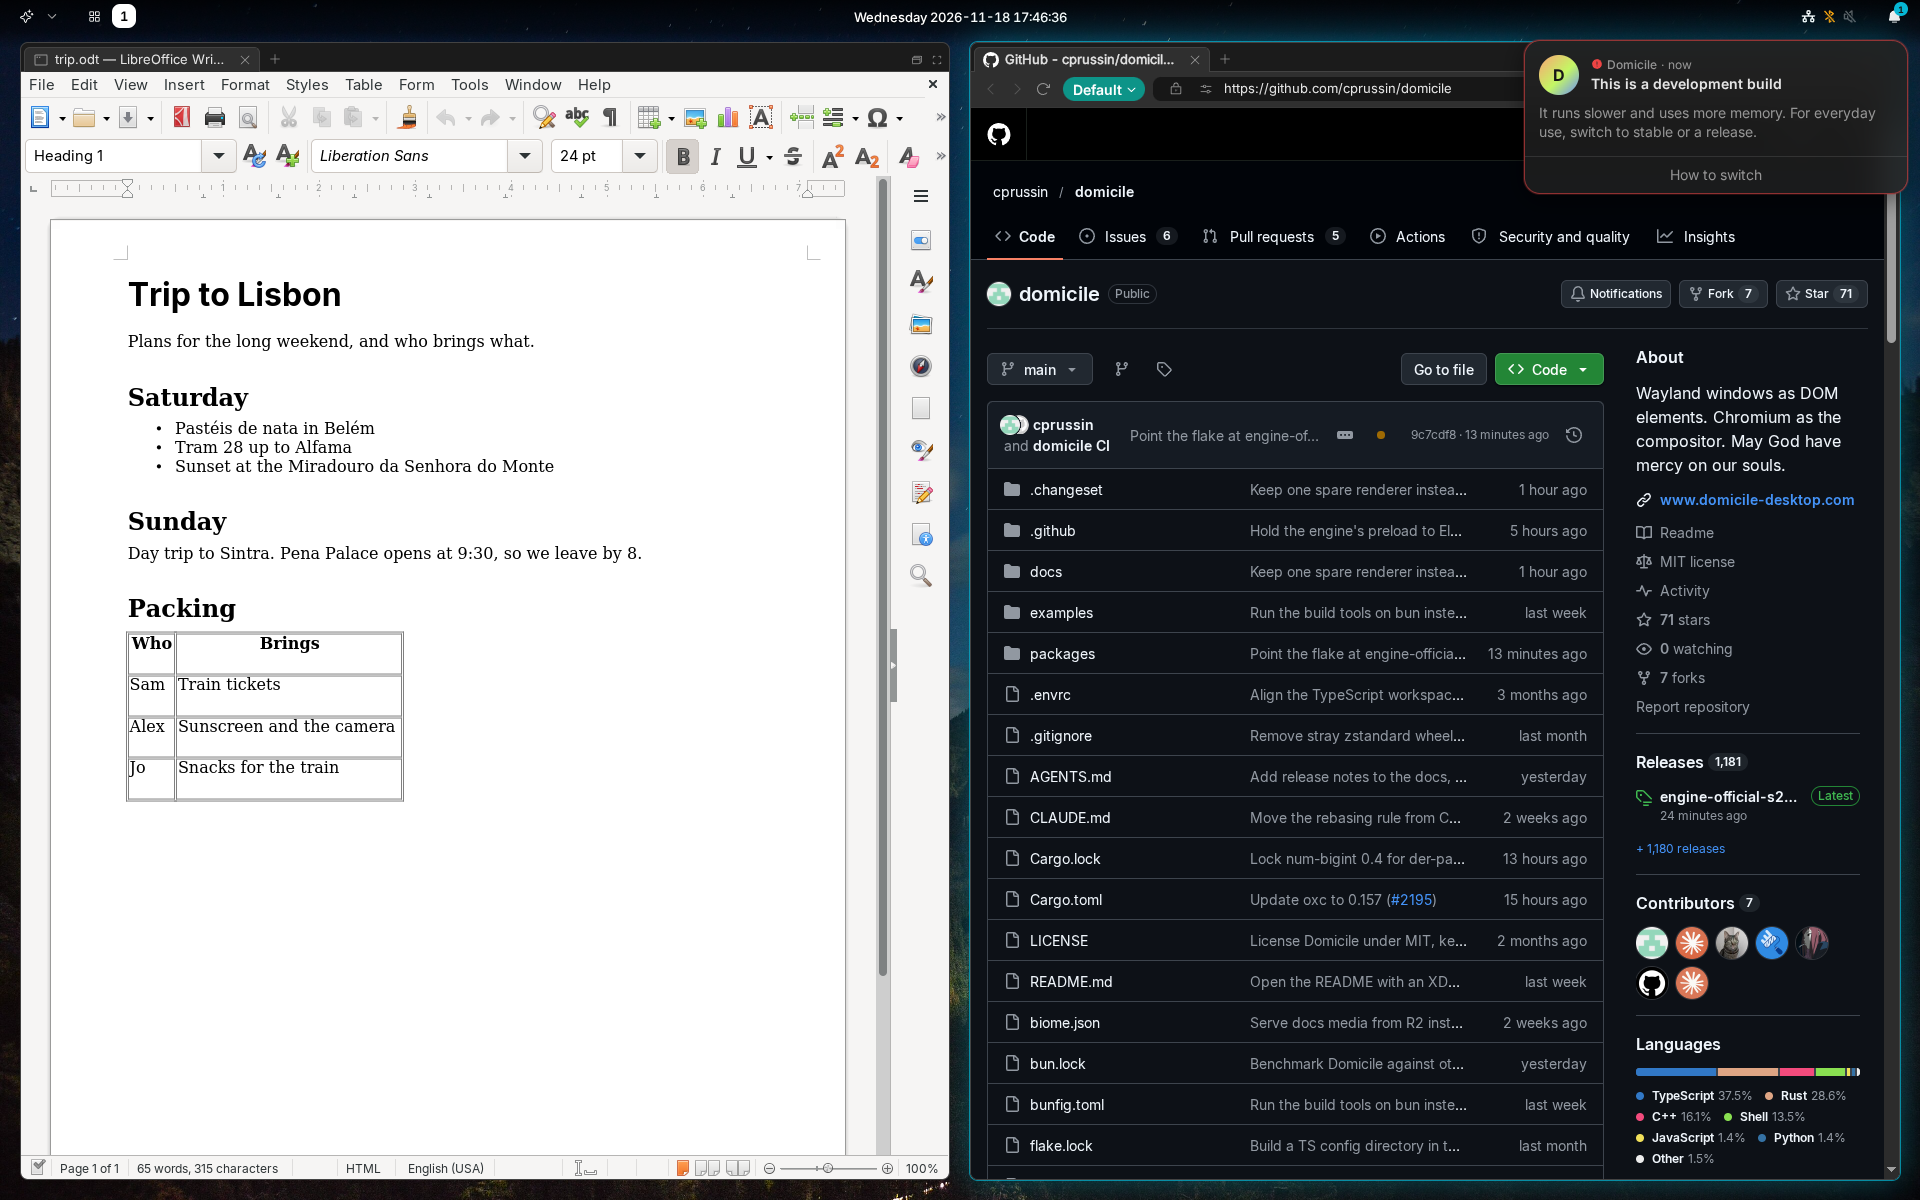 1
Wednesday 2026-11-18 17:46:36
1
trip.odt — LibreOffice Wri...
File Edit View Insert Format Styles Table Form Tools Window Help
Heading 1
Liberation Sans
24 pt
1 2 3 4 5 6 7
Trip to Lisbon
Plans for the long weekend, and who brings what.
Saturday
• Pastéis de nata in Belém
• Tram 28 up to Alfama
• Sunset at the Miradouro da Senhora do Monte
Sunday
Day trip to Sintra. Pena Palace opens at 9:30, so we leave by 8.
Packing
Who Brings
Sam Train tickets
Alex Sunscreen and the camera
Jo Snacks for the train
Page 1 of 1 65 words, 315 characters HTML English (USA) 100%
GitHub - cprussin/domicil...
Default
https://github.com/cprussin/domicile
D
Domicile · now
This is a development build
It runs slower and uses more memory. For everyday
use, switch to stable or a release.
How to switch
cprussin / domicile
Code Issues 6 Pull requests 5 Actions Security and quality Insights
domicile Public Notifications Fork 7 Star 71
main Go to file Code
cprussin
and domicile CI Point the flake at engine-of... 9c7cdf8 · 13 minutes ago
.changeset Keep one spare renderer instea... 1 hour ago
.github Hold the engine's preload to El... 5 hours ago
docs Keep one spare renderer instea... 1 hour ago
examples Run the build tools on bun inste... last week
packages Point the flake at engine-officia... 13 minutes ago
.envrc Align the TypeScript workspac... 3 months ago
.gitignore Remove stray zstandard wheel... last month
AGENTS.md Add release notes to the docs, ... yesterday
CLAUDE.md Move the rebasing rule from C... 2 weeks ago
Cargo.lock Lock num-bigint 0.4 for der-pa... 13 hours ago
Cargo.toml Update oxc to 0.157 (#2195) 15 hours ago
LICENSE License Domicile under MIT, ke... 2 months ago
README.md Open the README with an XD... last week
biome.json Serve docs media from R2 inst... 2 weeks ago
bun.lock Benchmark Domicile against ot... yesterday
bunfig.toml Run the build tools on bun inste... last week
flake.lock Build a TS config directory in t... last month
About
Wayland windows as DOM
elements. Chromium as the
compositor. May God have
mercy on our souls.
www.domicile-desktop.com
Readme
MIT license
Activity
71 stars
0 watching
7 forks
Report repository
Releases 1,181
engine-official-s2... Latest
24 minutes ago
+ 1,180 releases
Contributors 7
Languages
TypeScript 37.5% Rust 28.6%
C++ 16.1% Shell 13.5%
JavaScript 1.4% Python 1.4%
Other 1.5%